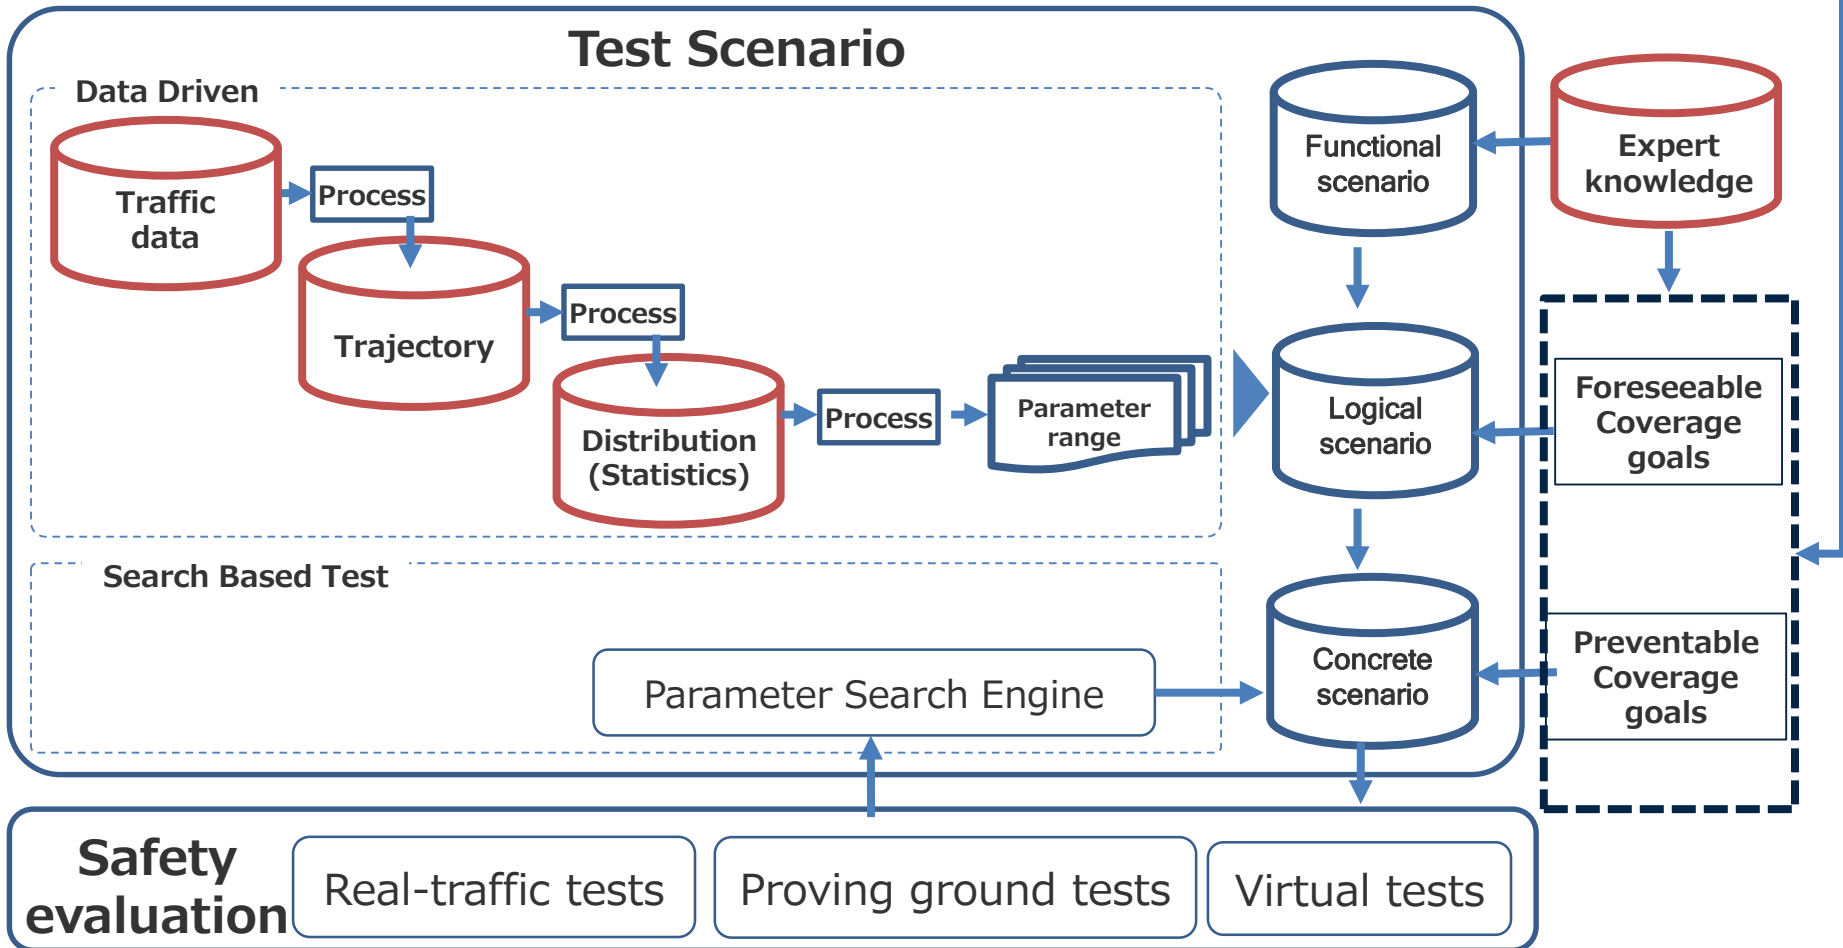 Test Scenario
Data Driven
Traffic
data
Process
Trajectory
Process
Distribution
(Statistics)
Process
Parameter
range
Functional
scenario
Expert
knowledge
Logical
scenario
Foreseeable
Coverage
goals
Search Based Test
Parameter Search Engine
Concrete
scenario
Preventable
Coverage
goals
Safety
evaluation
Real-traffic tests
Proving ground tests
Virtual tests